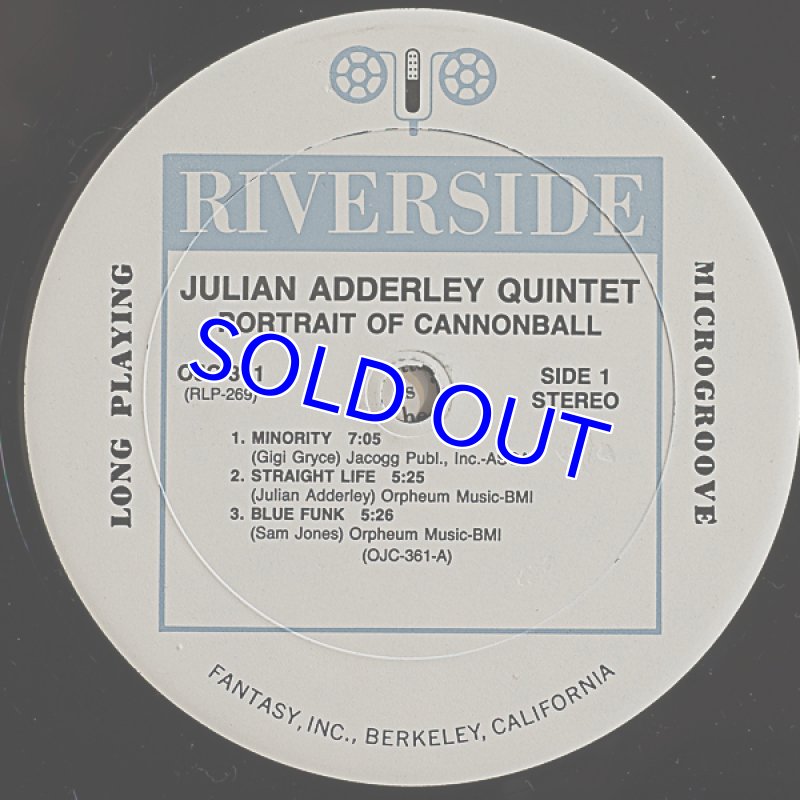 RIVERSIDE
JULIAN ADDERLEY QUINTET
PORTRAIT OF CANNONBALL
SOLD OUT
(RLP-269)
SIDE 1
STEREO
1. MINORITY 7:05
(Gigi Gryce) Jacogg Publ., Inc.
2. STRAIGHT LIFE 5:25
(Julian Adderley) Orpheum Music-BMI
3. BLUE FUNK 5:26
(Sam Jones) Orpheum Music-BMI
(OJC-361-A)
LONG PLAYING
MICROGROOVE
FANTASY, INC., BERKELEY, CALIFORNIA